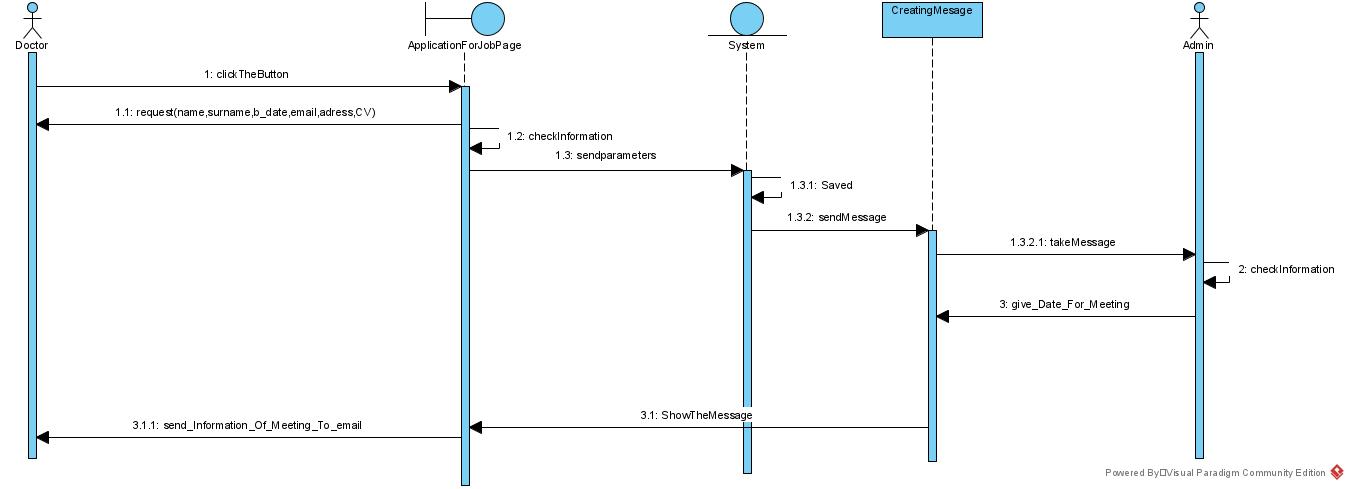 CreatingMesage
Doctor
ApplicationForJobPage
System
Admin
1: clickTheButton
1.1: request(name,surname,b_date,email,adress,CV)
1.2: checkInformation
1.3: sendparameters
1.3.1: Saved
1.3.2: sendMessage
1.3.2.1: takeMessage
2: checkInformation
3: give_Date_For_Meeting
3.1: ShowTheMessage
3.1.1: send_Information_Of_Meeting_To_email
Powered By Visual Paradigm Community Edition